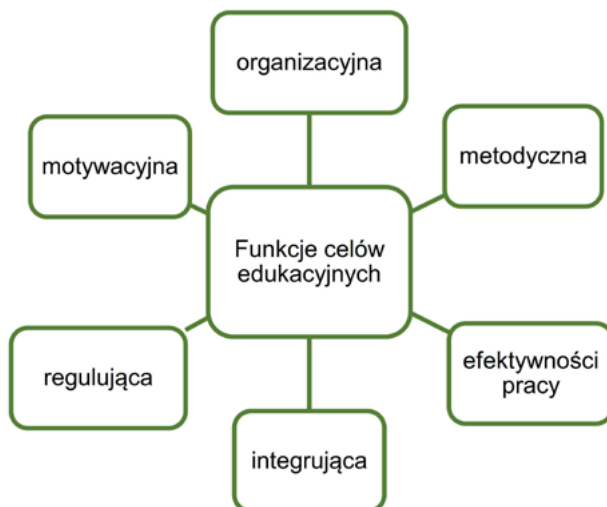 organizacyjna
motywacyjna
metodyczna
Funkcje celów
edukacyjnych
regulująca
efektywności
pracy
integrująca